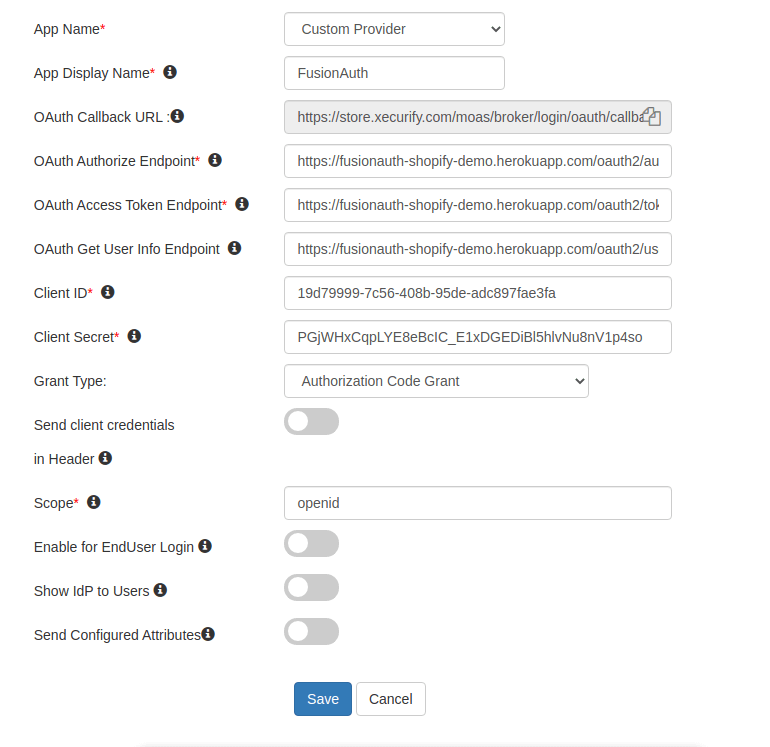 App Name* Custom Provider
App Display Name* FusionAuth
OAuth Callback URL : https://store.xecurify.com/moas/broker/login/oauth/callba
OAuth Authorize Endpoint* https://fusionauth-shopify-demo.herokuapp.com/oauth2/au
OAuth Access Token Endpoint* https://fusionauth-shopify-demo.herokuapp.com/oauth2/tok
OAuth Get User Info Endpoint https://fusionauth-shopify-demo.herokuapp.com/oauth2/us
Client ID* 19d79999-7c56-408b-95de-adc897fae3fa
Client Secret* PGjWHxCqpLYE8eBcIC_E1xDGEDiBl5hlvNu8nV1p4so
Grant Type: Authorization Code Grant
Send client credentials
in Header
Scope* openid
Enable for EndUser Login
Show IdP to Users
Send Configured Attributes
Save Cancel